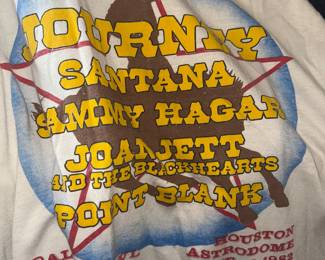 JOURNEY
SANTANA
SAMMY HAGAR
JOAN JETT
AND THE BLACKHEARTS
POINT BLANK
HOUSTON
ASTRODOME